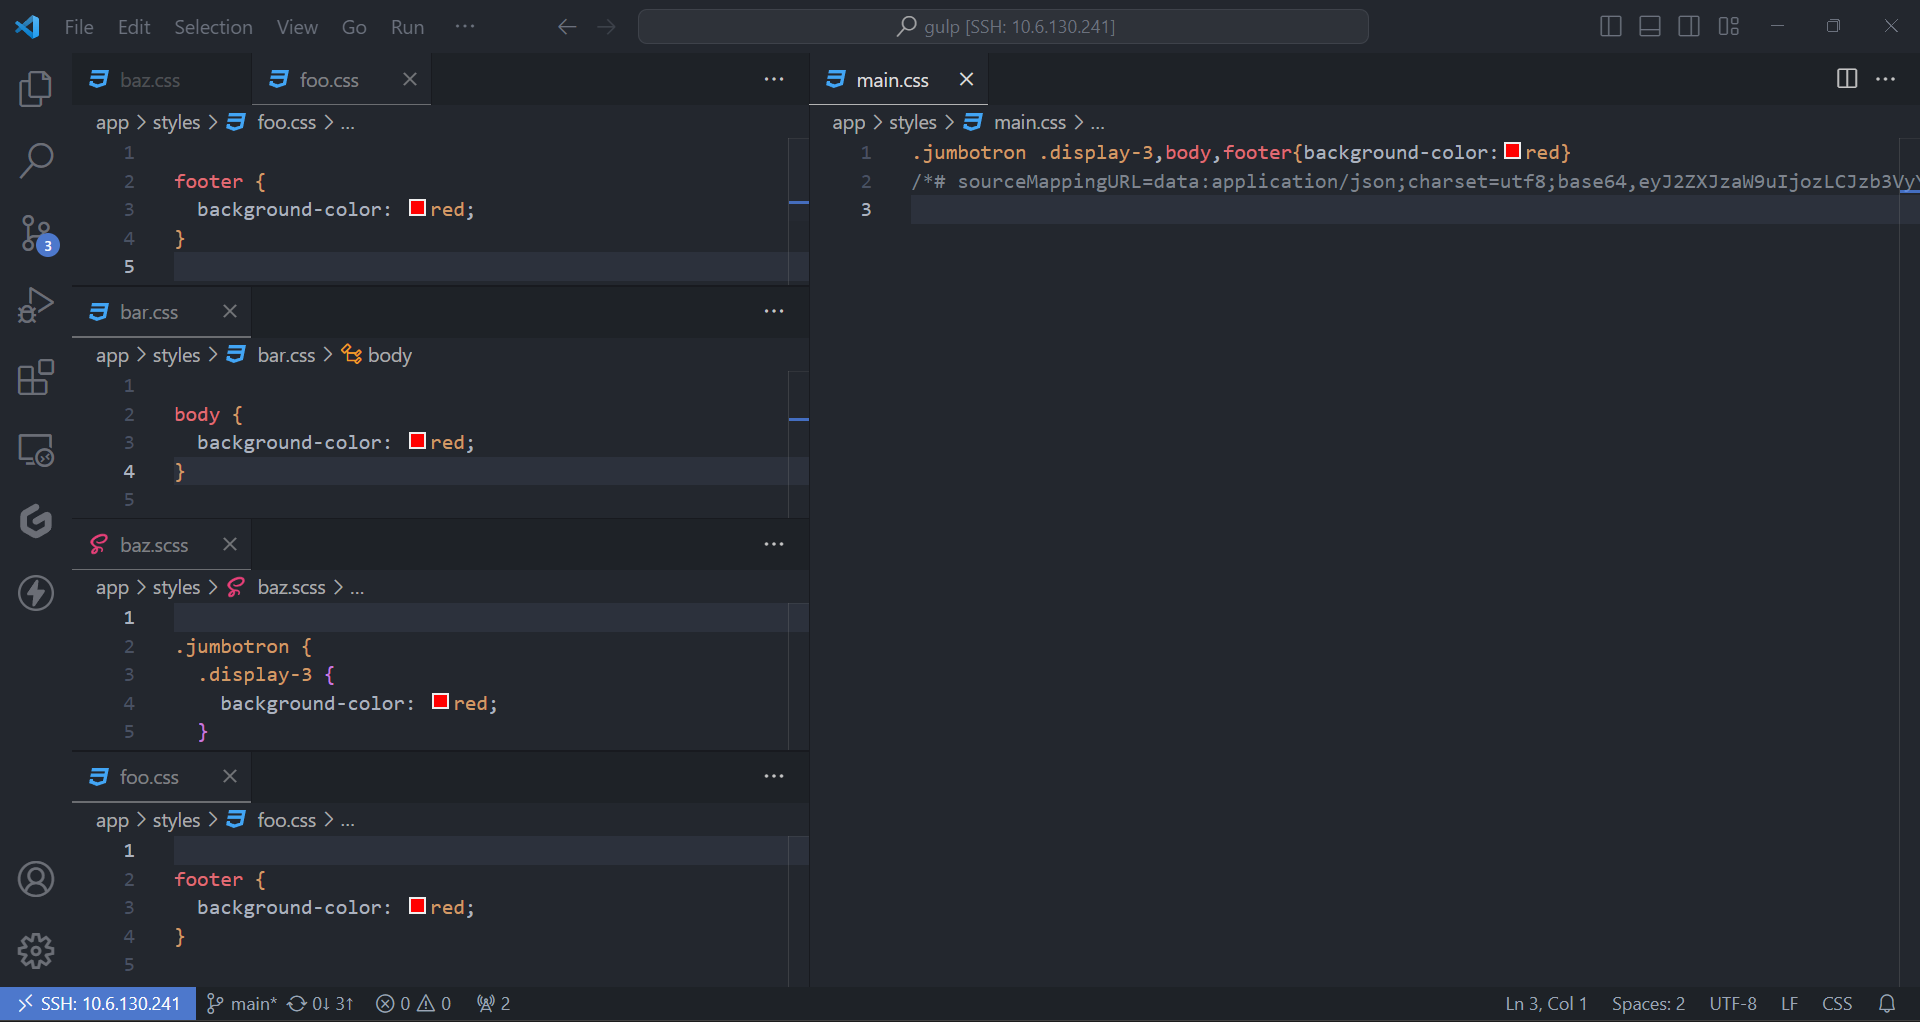 File Edit Selection View Go Run ··· gulp [SSH: 10.6.130.241]
baz.css foo.css ···
app > styles > foo.css > ...
1
2 footer {
3 background-color: red;
4 }
5
bar.css ···
app > styles > bar.css > body
1
2 body {
3 background-color: red;
4 }
5
baz.scss ···
app > styles > baz.scss > ...
1
2 .jumbotron {
3 .display-3 {
4 background-color: red;
5 }
foo.css ···
app > styles > foo.css > ...
1
2 footer {
3 background-color: red;
4 }
5
main.css ···
app > styles > main.css > ...
1 .jumbotron .display-3,body,footer{background-color:red}
2 /*# sourceMappingURL=data:application/json;charset=utf8;base64,eyJ2ZXJzaW9uIjozLCJzb3VyY
3
3
SSH: 10.6.130.241 main* 0↓ 3↑ 0 0 2 Ln 3, Col 1 Spaces: 2 UTF-8 LF CSS